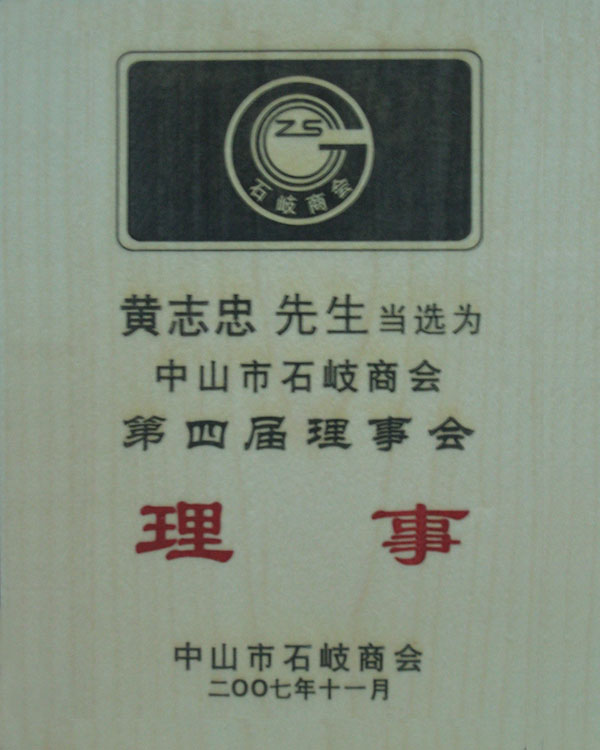 ZS
石岐商会
黄志忠 先生当选为
中山市石岐商会
第四届理事会
理 事
中山市石岐商会
二〇〇七年十一月